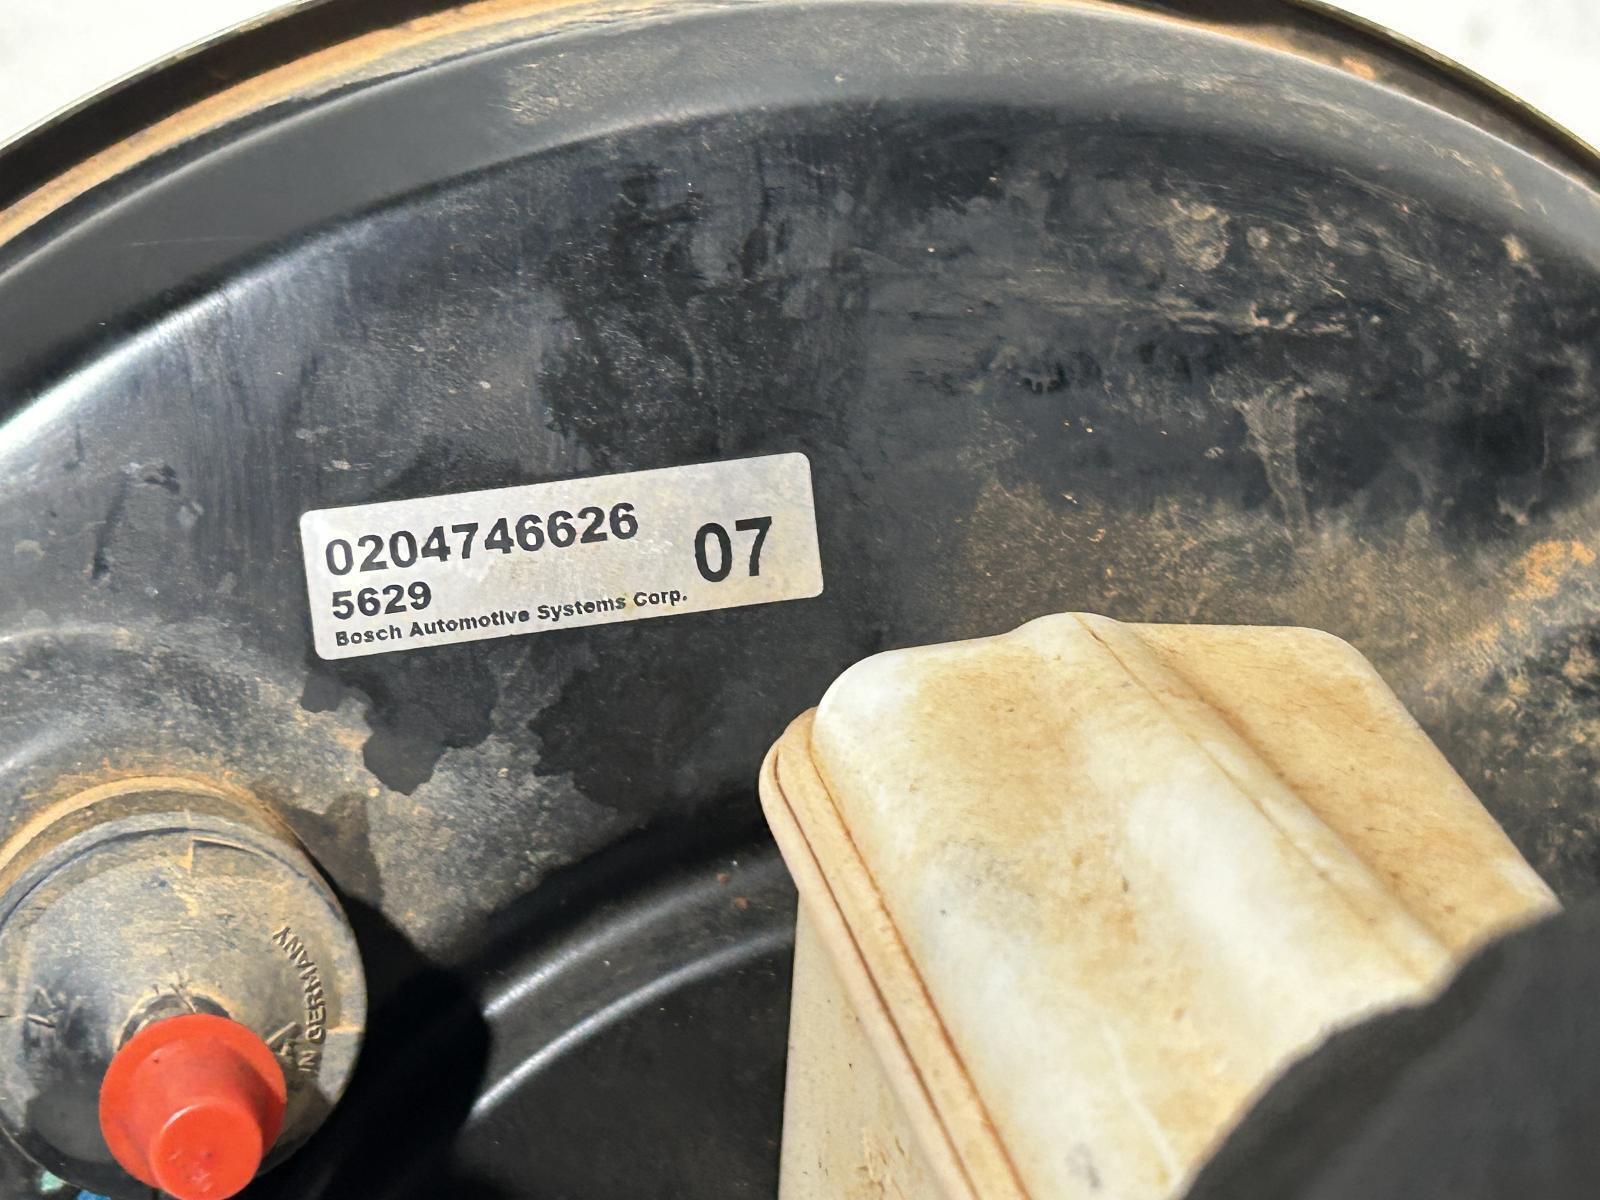 0204746626
07
5629
Bosch Automotive Systems Corp.
IN GERMANY